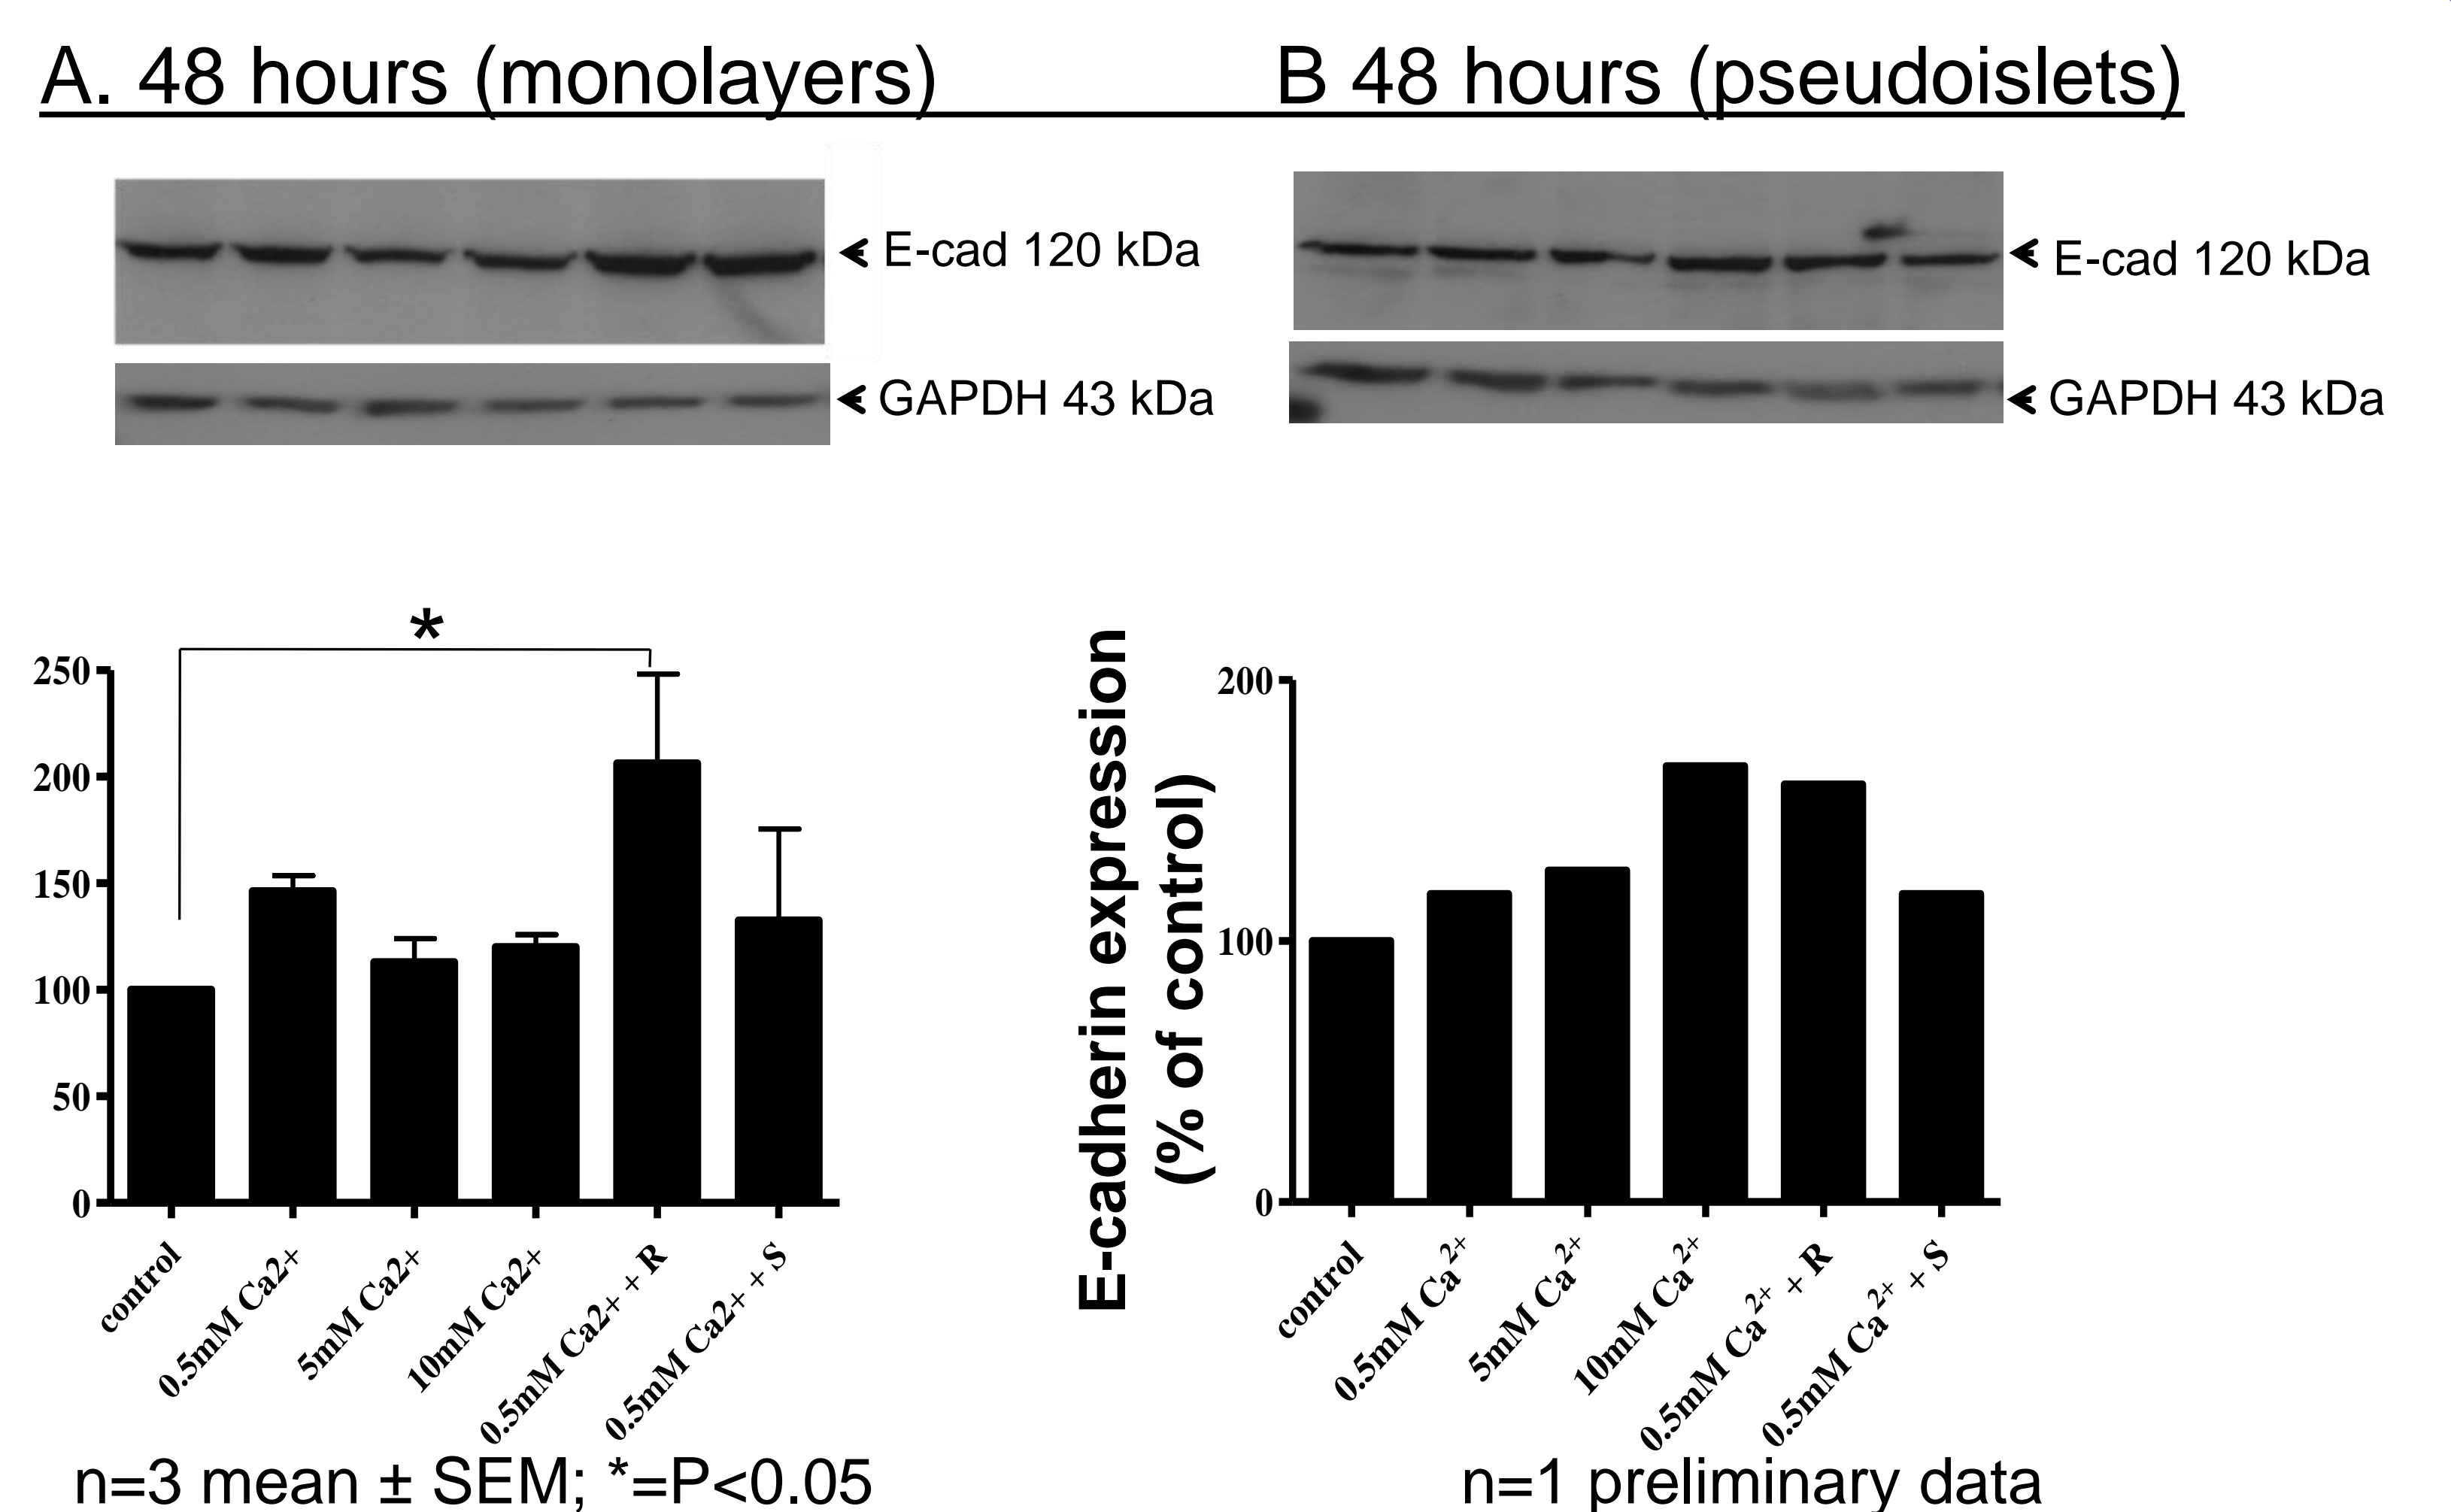 A. 48 hours (monolayers)
B 48 hours (pseudoislets)
E-cad 120 kDa
GAPDH 43 kDa
E-cad 120 kDa
GAPDH 43 kDa
*
250
200
150
100
50
0
control
0.5mM Ca2+
5mM Ca2+
10mM Ca2+
0.5mM Ca2+ + R
0.5mM Ca2+ + S
n=3 mean ± SEM; *=P<0.05
E-cadherin expression
(% of control)
200
100
0
control
0.5mM Ca²⁺
5mM Ca²⁺
10mM Ca²⁺
0.5mM Ca²⁺ + R
0.5mM Ca²⁺ + S
n=1 preliminary data